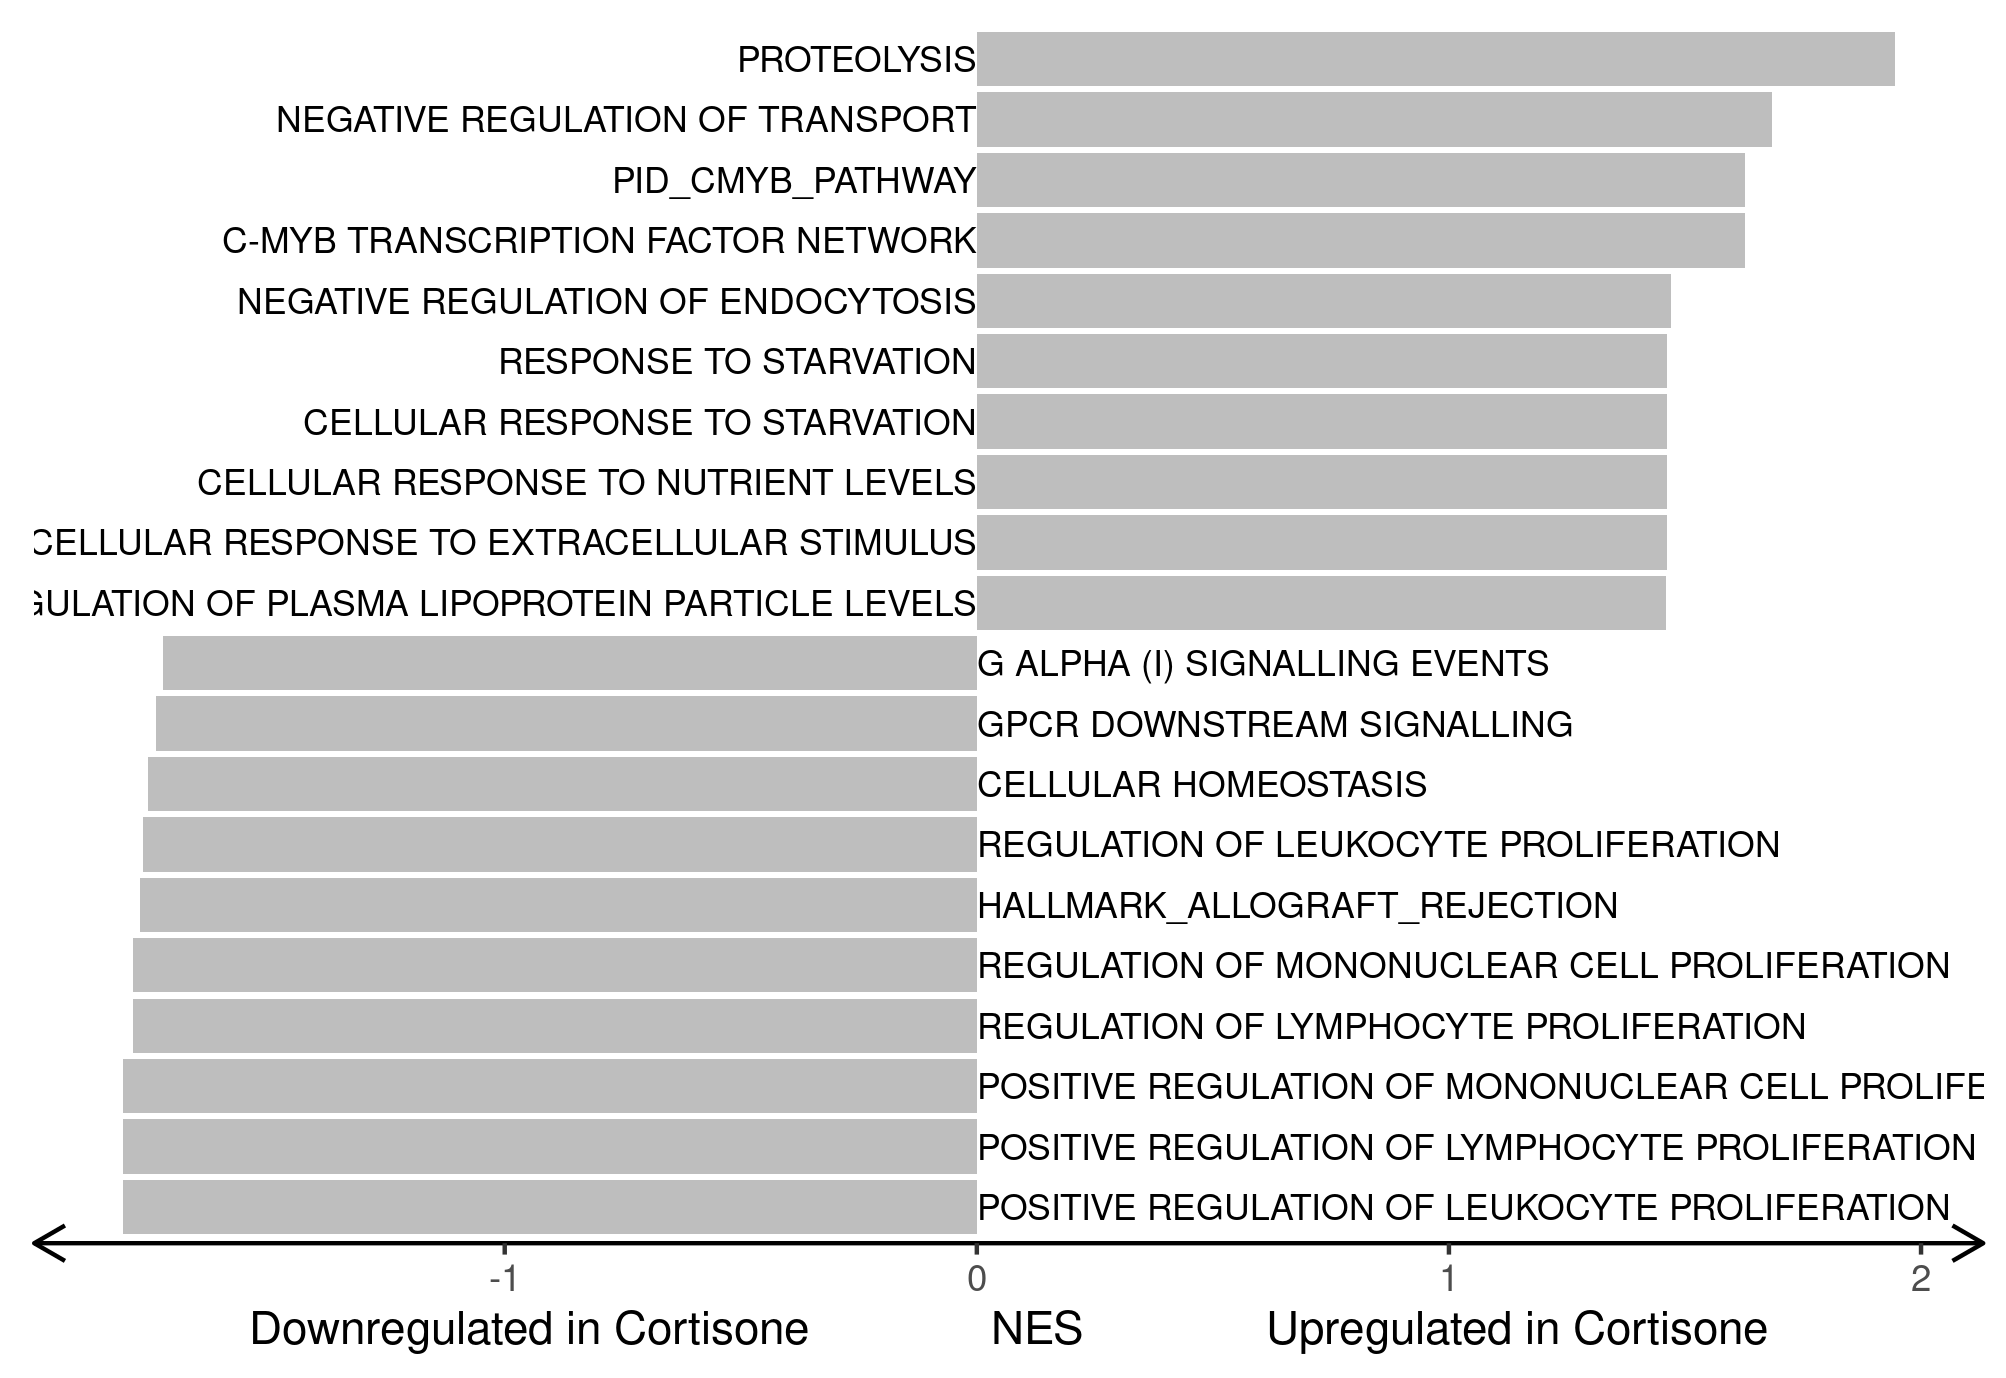 PROTEOLYSIS
NEGATIVE REGULATION OF TRANSPORT
PID_CMYB_PATHWAY
C-MYB TRANSCRIPTION FACTOR NETWORK
NEGATIVE REGULATION OF ENDOCYTOSIS
RESPONSE TO STARVATION
CELLULAR RESPONSE TO STARVATION
CELLULAR RESPONSE TO NUTRIENT LEVELS
CELLULAR RESPONSE TO EXTRACELLULAR STIMULUS
GULATION OF PLASMA LIPOPROTEIN PARTICLE LEVELS
G ALPHA (I) SIGNALLING EVENTS
GPCR DOWNSTREAM SIGNALLING
CELLULAR HOMEOSTASIS
REGULATION OF LEUKOCYTE PROLIFERATION
HALLMARK_ALLOGRAFT_REJECTION
REGULATION OF MONONUCLEAR CELL PROLIFERATION
REGULATION OF LYMPHOCYTE PROLIFERATION
POSITIVE REGULATION OF MONONUCLEAR CELL PROLIFE
POSITIVE REGULATION OF LYMPHOCYTE PROLIFERATION
POSITIVE REGULATION OF LEUKOCYTE PROLIFERATION
-1 0 1 2
Downregulated in Cortisone NES Upregulated in Cortisone